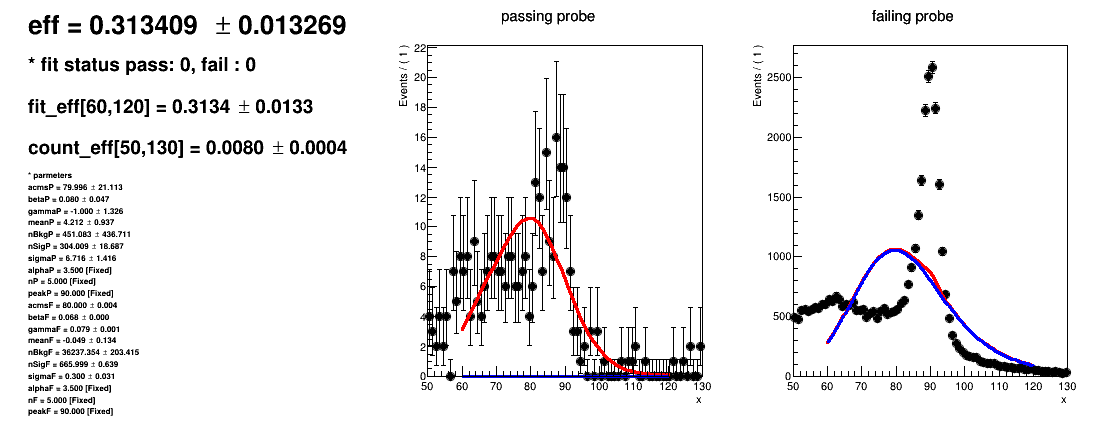 eff = 0.313409 ± 0.013269
* fit status pass: 0, fail : 0
fit_eff[60,120] = 0.3134 ± 0.0133
count_eff[50,130] = 0.0080 ± 0.0004
* parmeters
acmsP = 79.996 ± 21.113
betaP = 0.080 ± 0.047
gammaP = -1.000 ± 1.326
meanP = 4.212 ± 0.937
nBkgP = 451.083 ± 436.711
nSigP = 304.009 ± 18.687
sigmaP = 6.716 ± 1.416
alphaP = 3.500 [Fixed]
nP = 5.000 [Fixed]
peakP = 90.000 [Fixed]
acmsF = 80.000 ± 0.004
betaF = 0.068 ± 0.000
gammaF = 0.079 ± 0.001
meanF = -0.049 ± 0.134
nBkgF = 36237.354 ± 203.415
nSigF = 665.999 ± 0.639
sigmaF = 0.300 ± 0.031
alphaF = 3.500 [Fixed]
nF = 5.000 [Fixed]
peakF = 90.000 [Fixed]
passing probe
Events / ( 1 )
22
20
18
16
14
12
10
8
6
4
2
0
50 60 70 80 90 100 110 120 130
x
failing probe
Events / ( 1 )
2500
2000
1500
1000
500
0
50 60 70 80 90 100 110 120 130
x